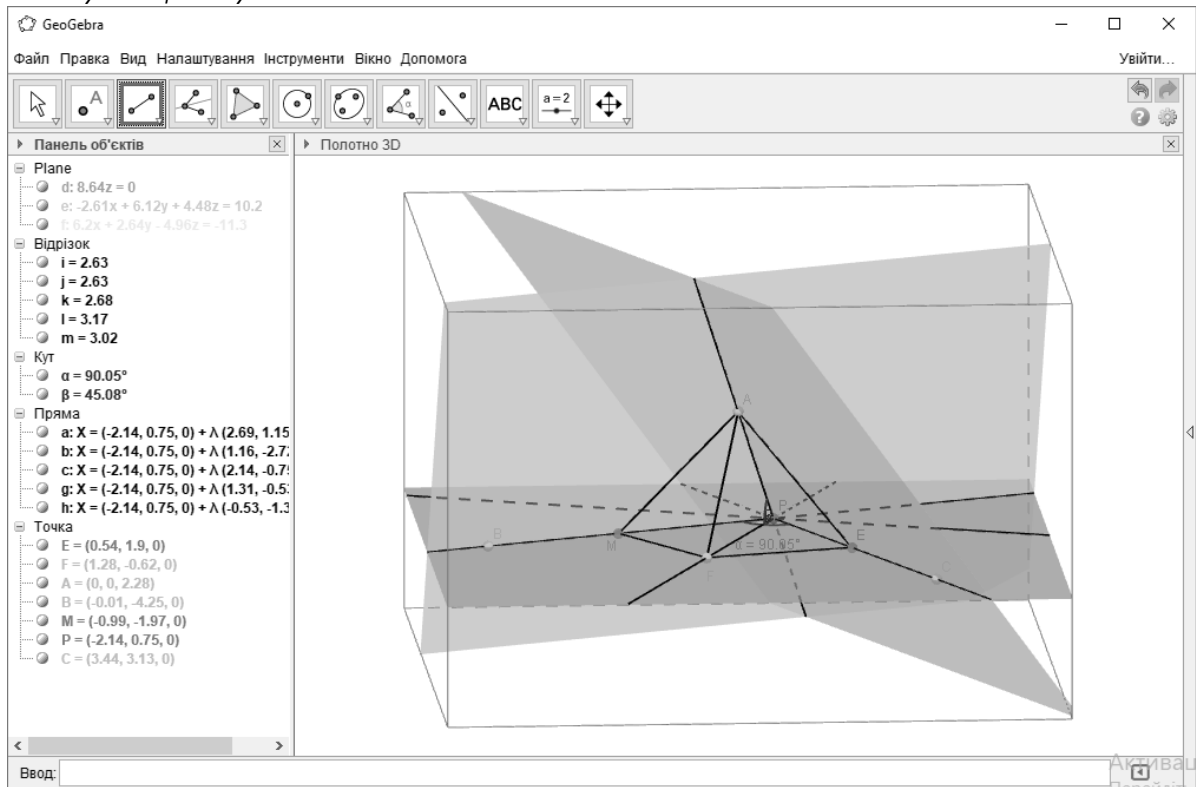 GeoGebra
Файл Правка Вид Налаштування Інструменти Вікно Допомога Увійти...
A α ABC a = 2
Панель об'єктів
Полотно 3D
Plane
d: 8.64z = 0
e: -2.61x + 6.12y + 4.48z = 10.2
f: 6.2x + 2.64y - 4.96z = -11.3
Відрізок
i = 2.63
j = 2.63
k = 2.68
l = 3.17
m = 3.02
Кут
α = 90.05°
β = 45.08°
Пряма
a: X = (-2.14, 0.75, 0) + λ (2.69, 1.15
b: X = (-2.14, 0.75, 0) + λ (1.16, -2.7
c: X = (-2.14, 0.75, 0) + λ (2.14, -0.7
g: X = (-2.14, 0.75, 0) + λ (1.31, -0.5
h: X = (-2.14, 0.75, 0) + λ (-0.53, -1.3
Точка
E = (0.54, 1.9, 0)
F = (1.28, -0.62, 0)
A = (0, 0, 2.28)
B = (-0.01, -4.25, 0)
M = (-0.99, -1.97, 0)
P = (-2.14, 0.75, 0)
C = (3.44, 3.13, 0)
A
P
B
M
α = 90.05°
E
F
C
Ввод: